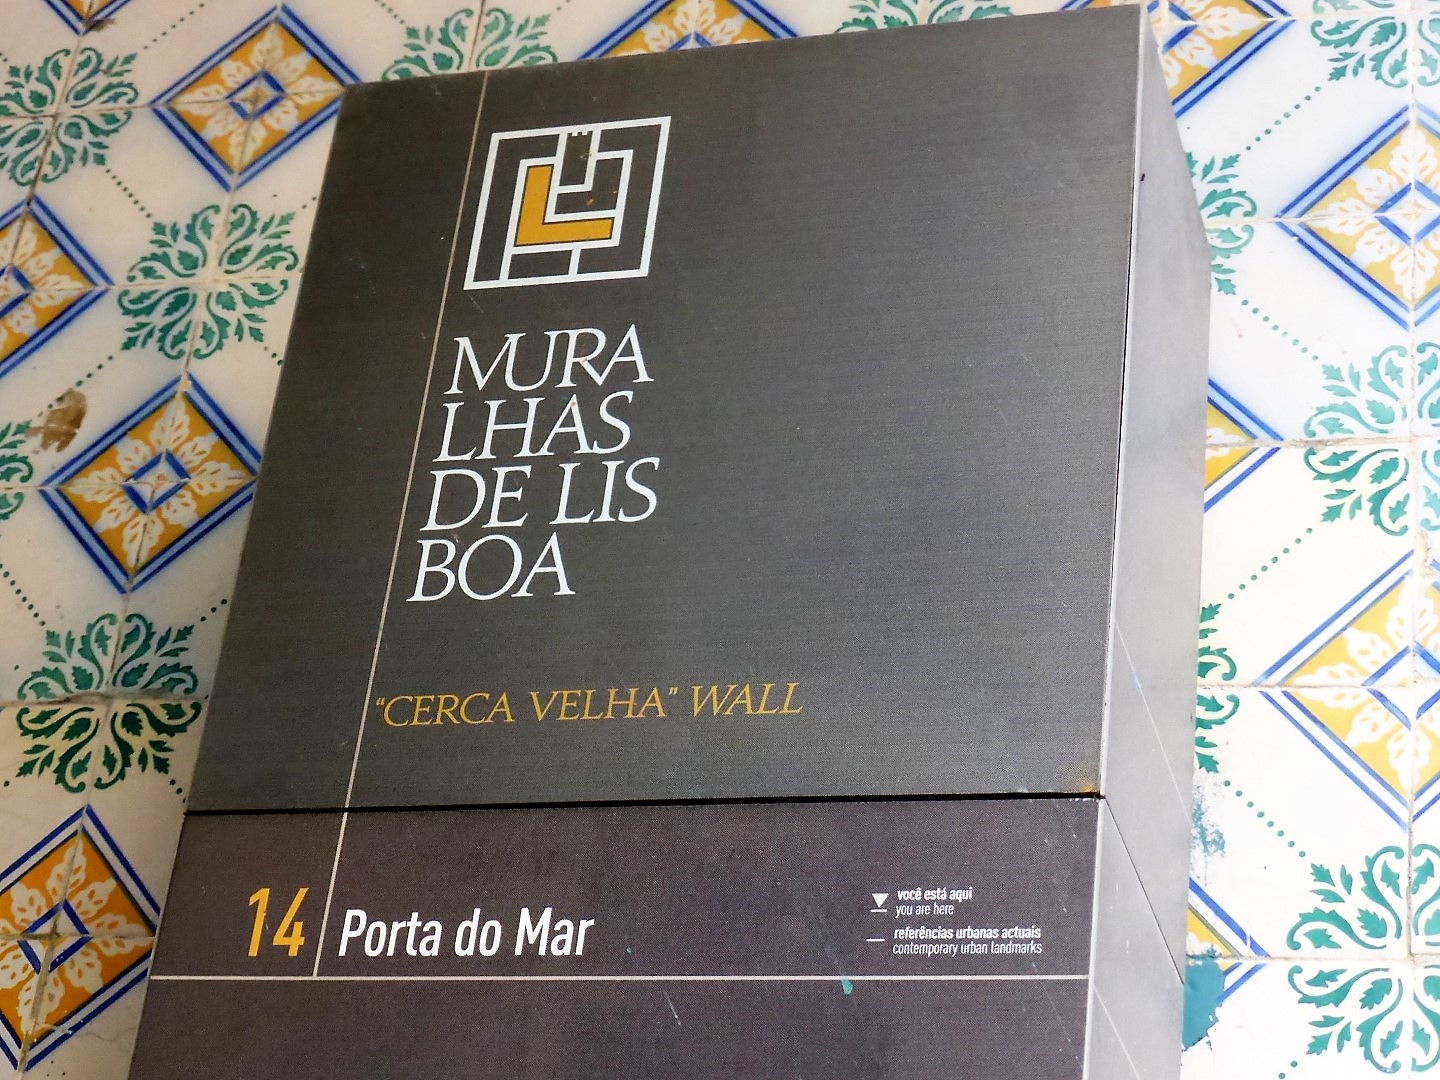 MURA
LHAS
DE LIS
BOA
"CERCA VELHA" WALL
14 Porta do Mar
você está aqui
you are here
referências urbanas actuais
contemporary urban landmarks